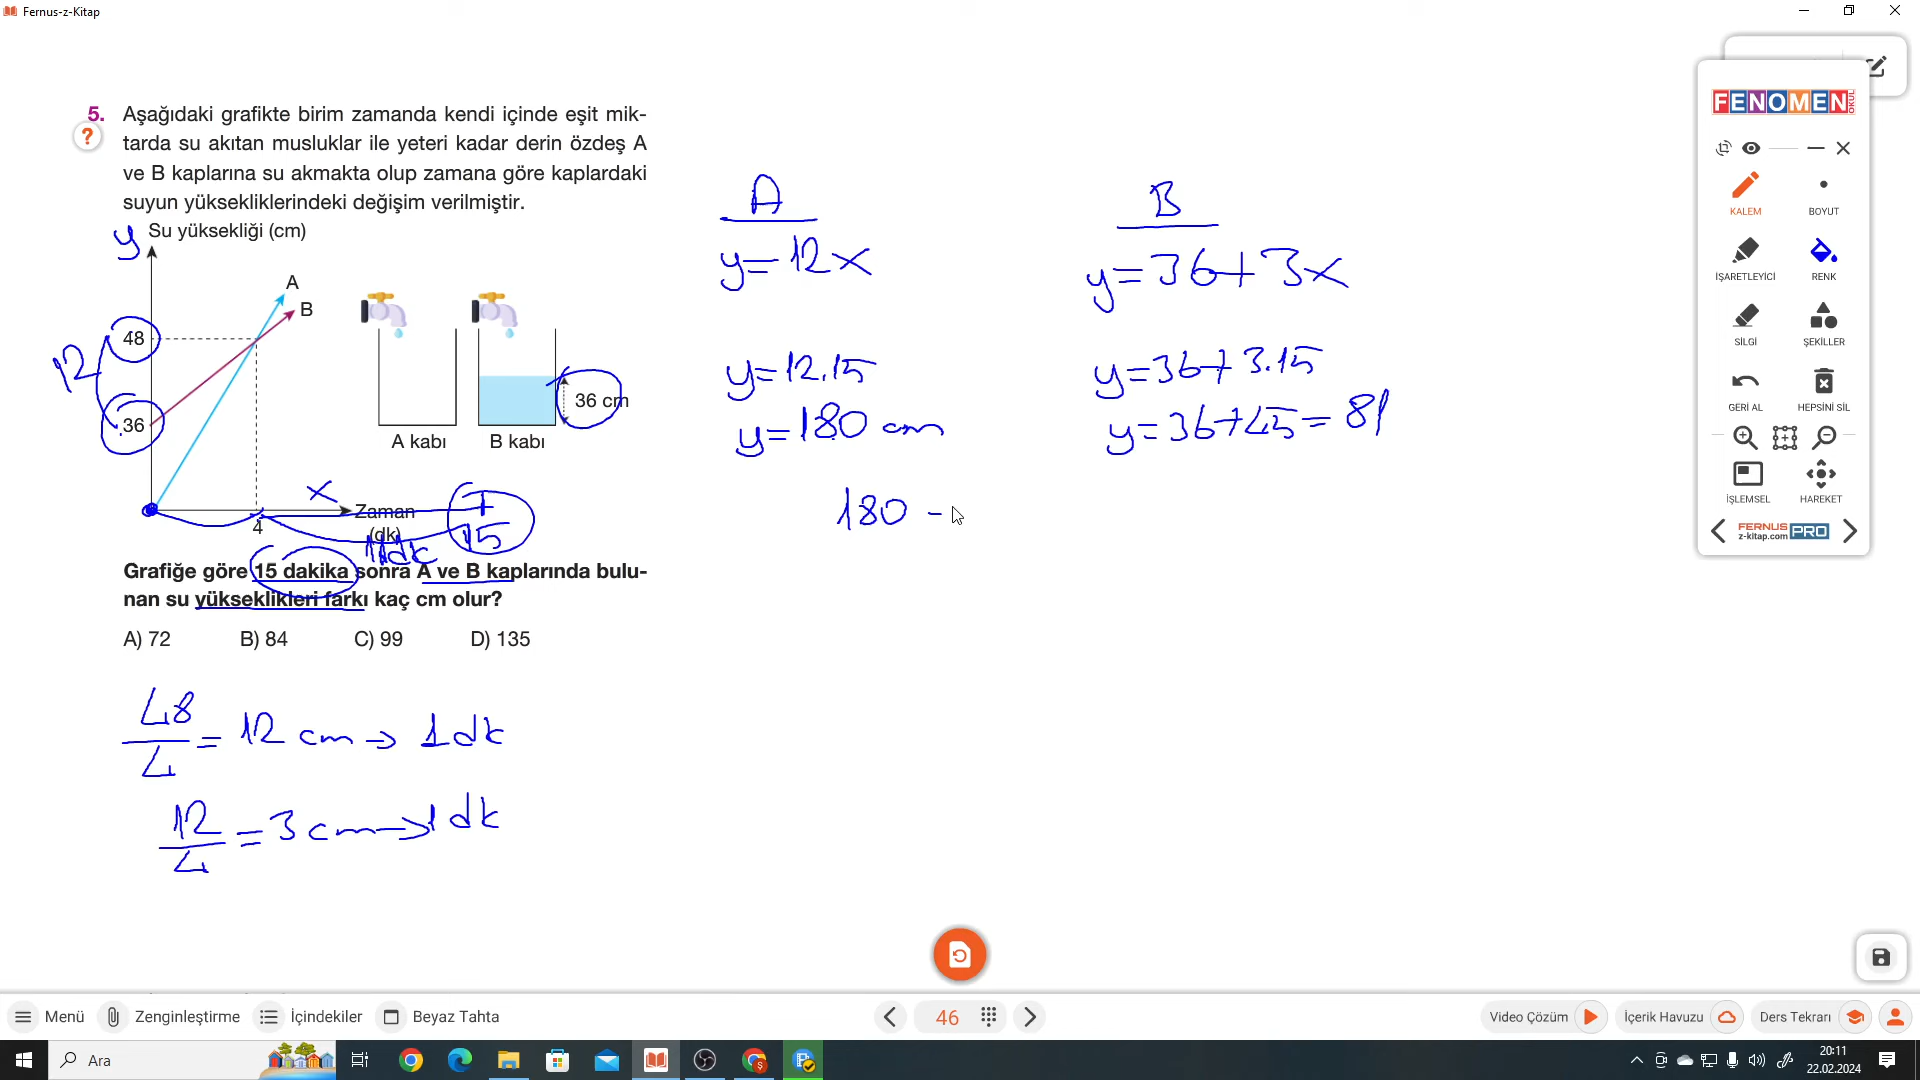 Fernus-z-Kitap
5. Aşağıdaki grafikte birim zamanda kendi içinde eşit mik-
tarda su akıtan musluklar ile yeteri kadar derin özdeş A
ve B kaplarına su akmakta olup zamana göre kaplardaki
suyun yüksekliklerindeki değişim verilmiştir.
?
y
Su yüksekliği (cm)
A
B
48
12
36
36 cm
A kabı
B kabı
x
4
Zaman
(dk)
11dk
15
Grafiğe göre 15 dakika sonra A ve B kaplarında bulu-
nan su yükseklikleri farkı kaç cm olur?
A) 72 B) 84 C) 99 D) 135
48/4 = 12 cm → 1 dk
12/4 = 3 cm → 1 dk
A
y = 12x
y = 12.15
y = 180 cm
B
y = 36 + 3x
y = 36 + 3.15
y = 36 + 45 = 81
180 -
FENOMEN
OKUL
KALEM
BOYUT
İŞARETLEYİCİ
RENK
SİLGİ
ŞEKİLLER
GERİ AL
HEPSİNİ SİL
İŞLEMSEL
HAREKET
FERNUS
z-kitap.com
PRO
Menü
Zenginleştirme
İçindekiler
Beyaz Tahta
46
Video Çözüm
İçerik Havuzu
Ders Tekrarı
Ara
20:11
22.02.2024